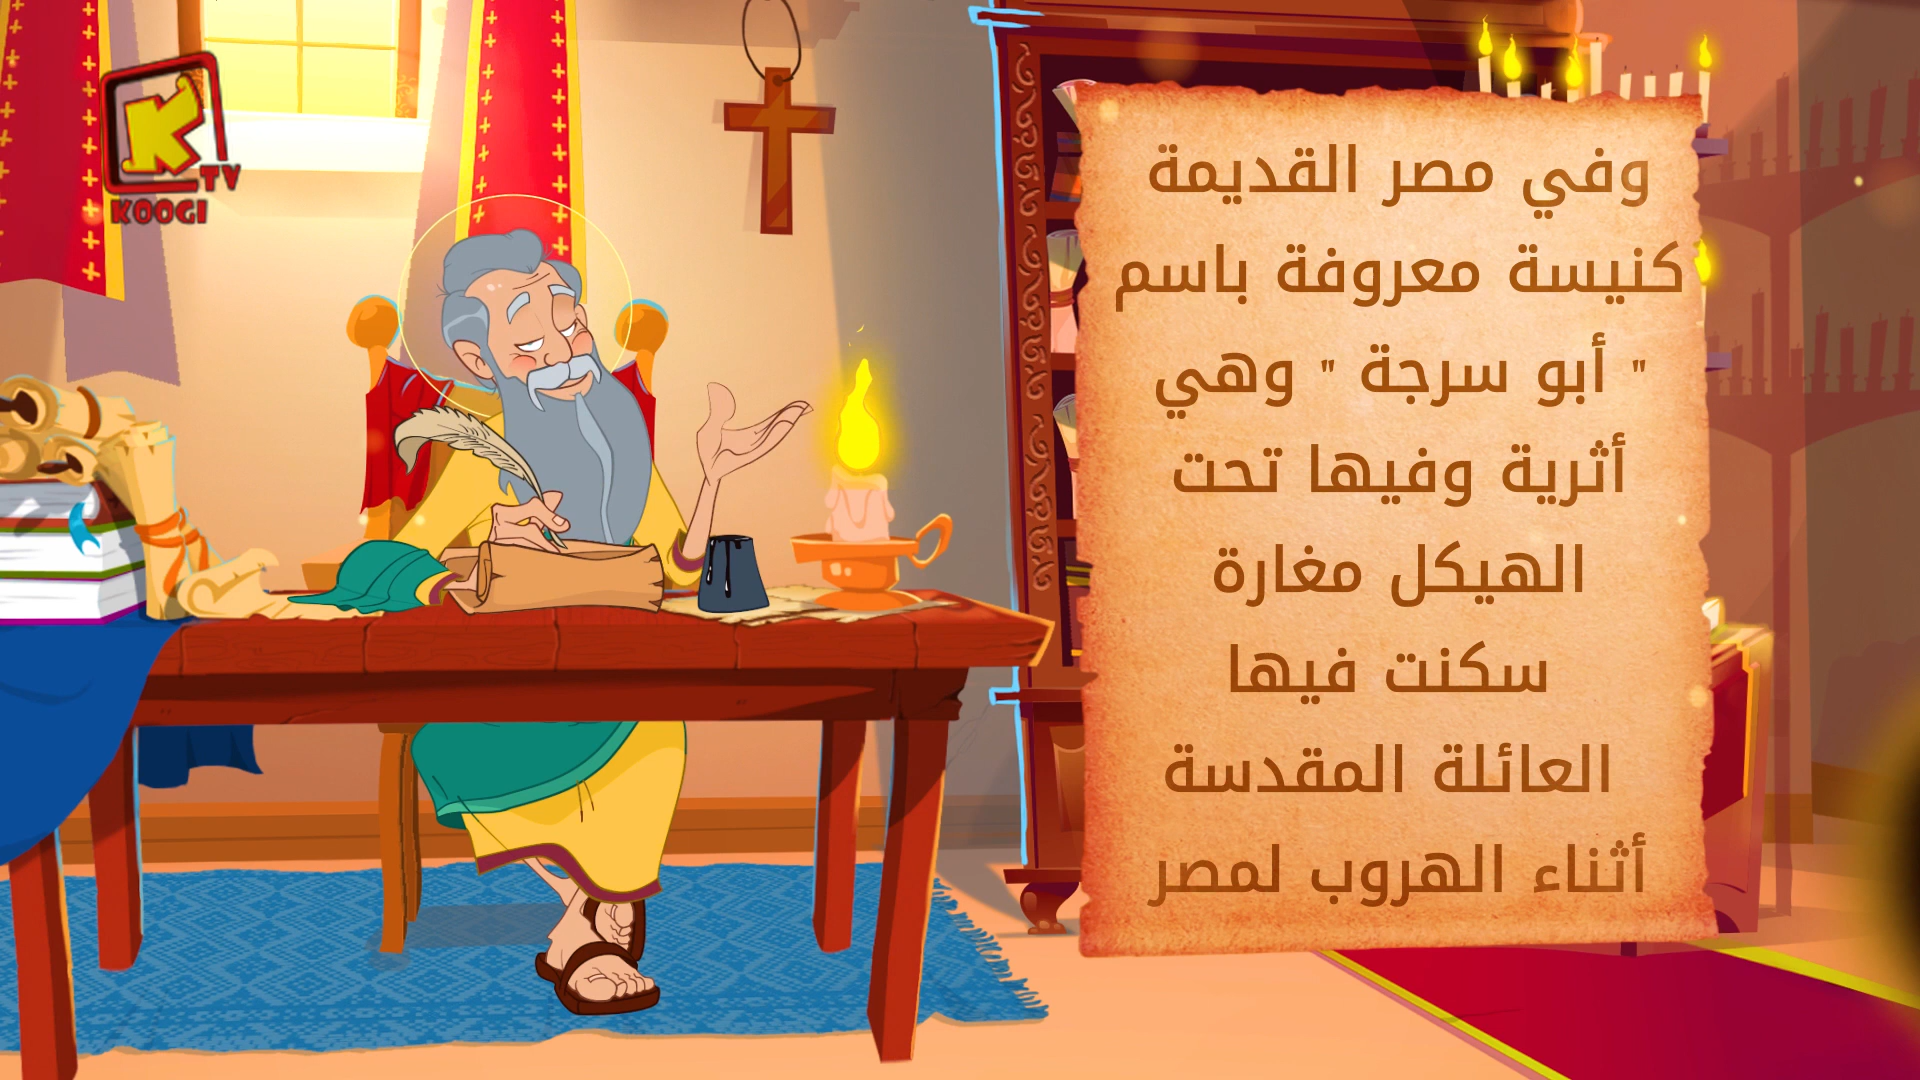 K
TV
KOOGI
وفي مصر القديمة
كنيسة معروفة باسم
" أبو سرجة " وهي
أثرية وفيها تحت
الهيكل مغارة
سكنت فيها
العائلة المقدسة
أثناء الهروب لمصر